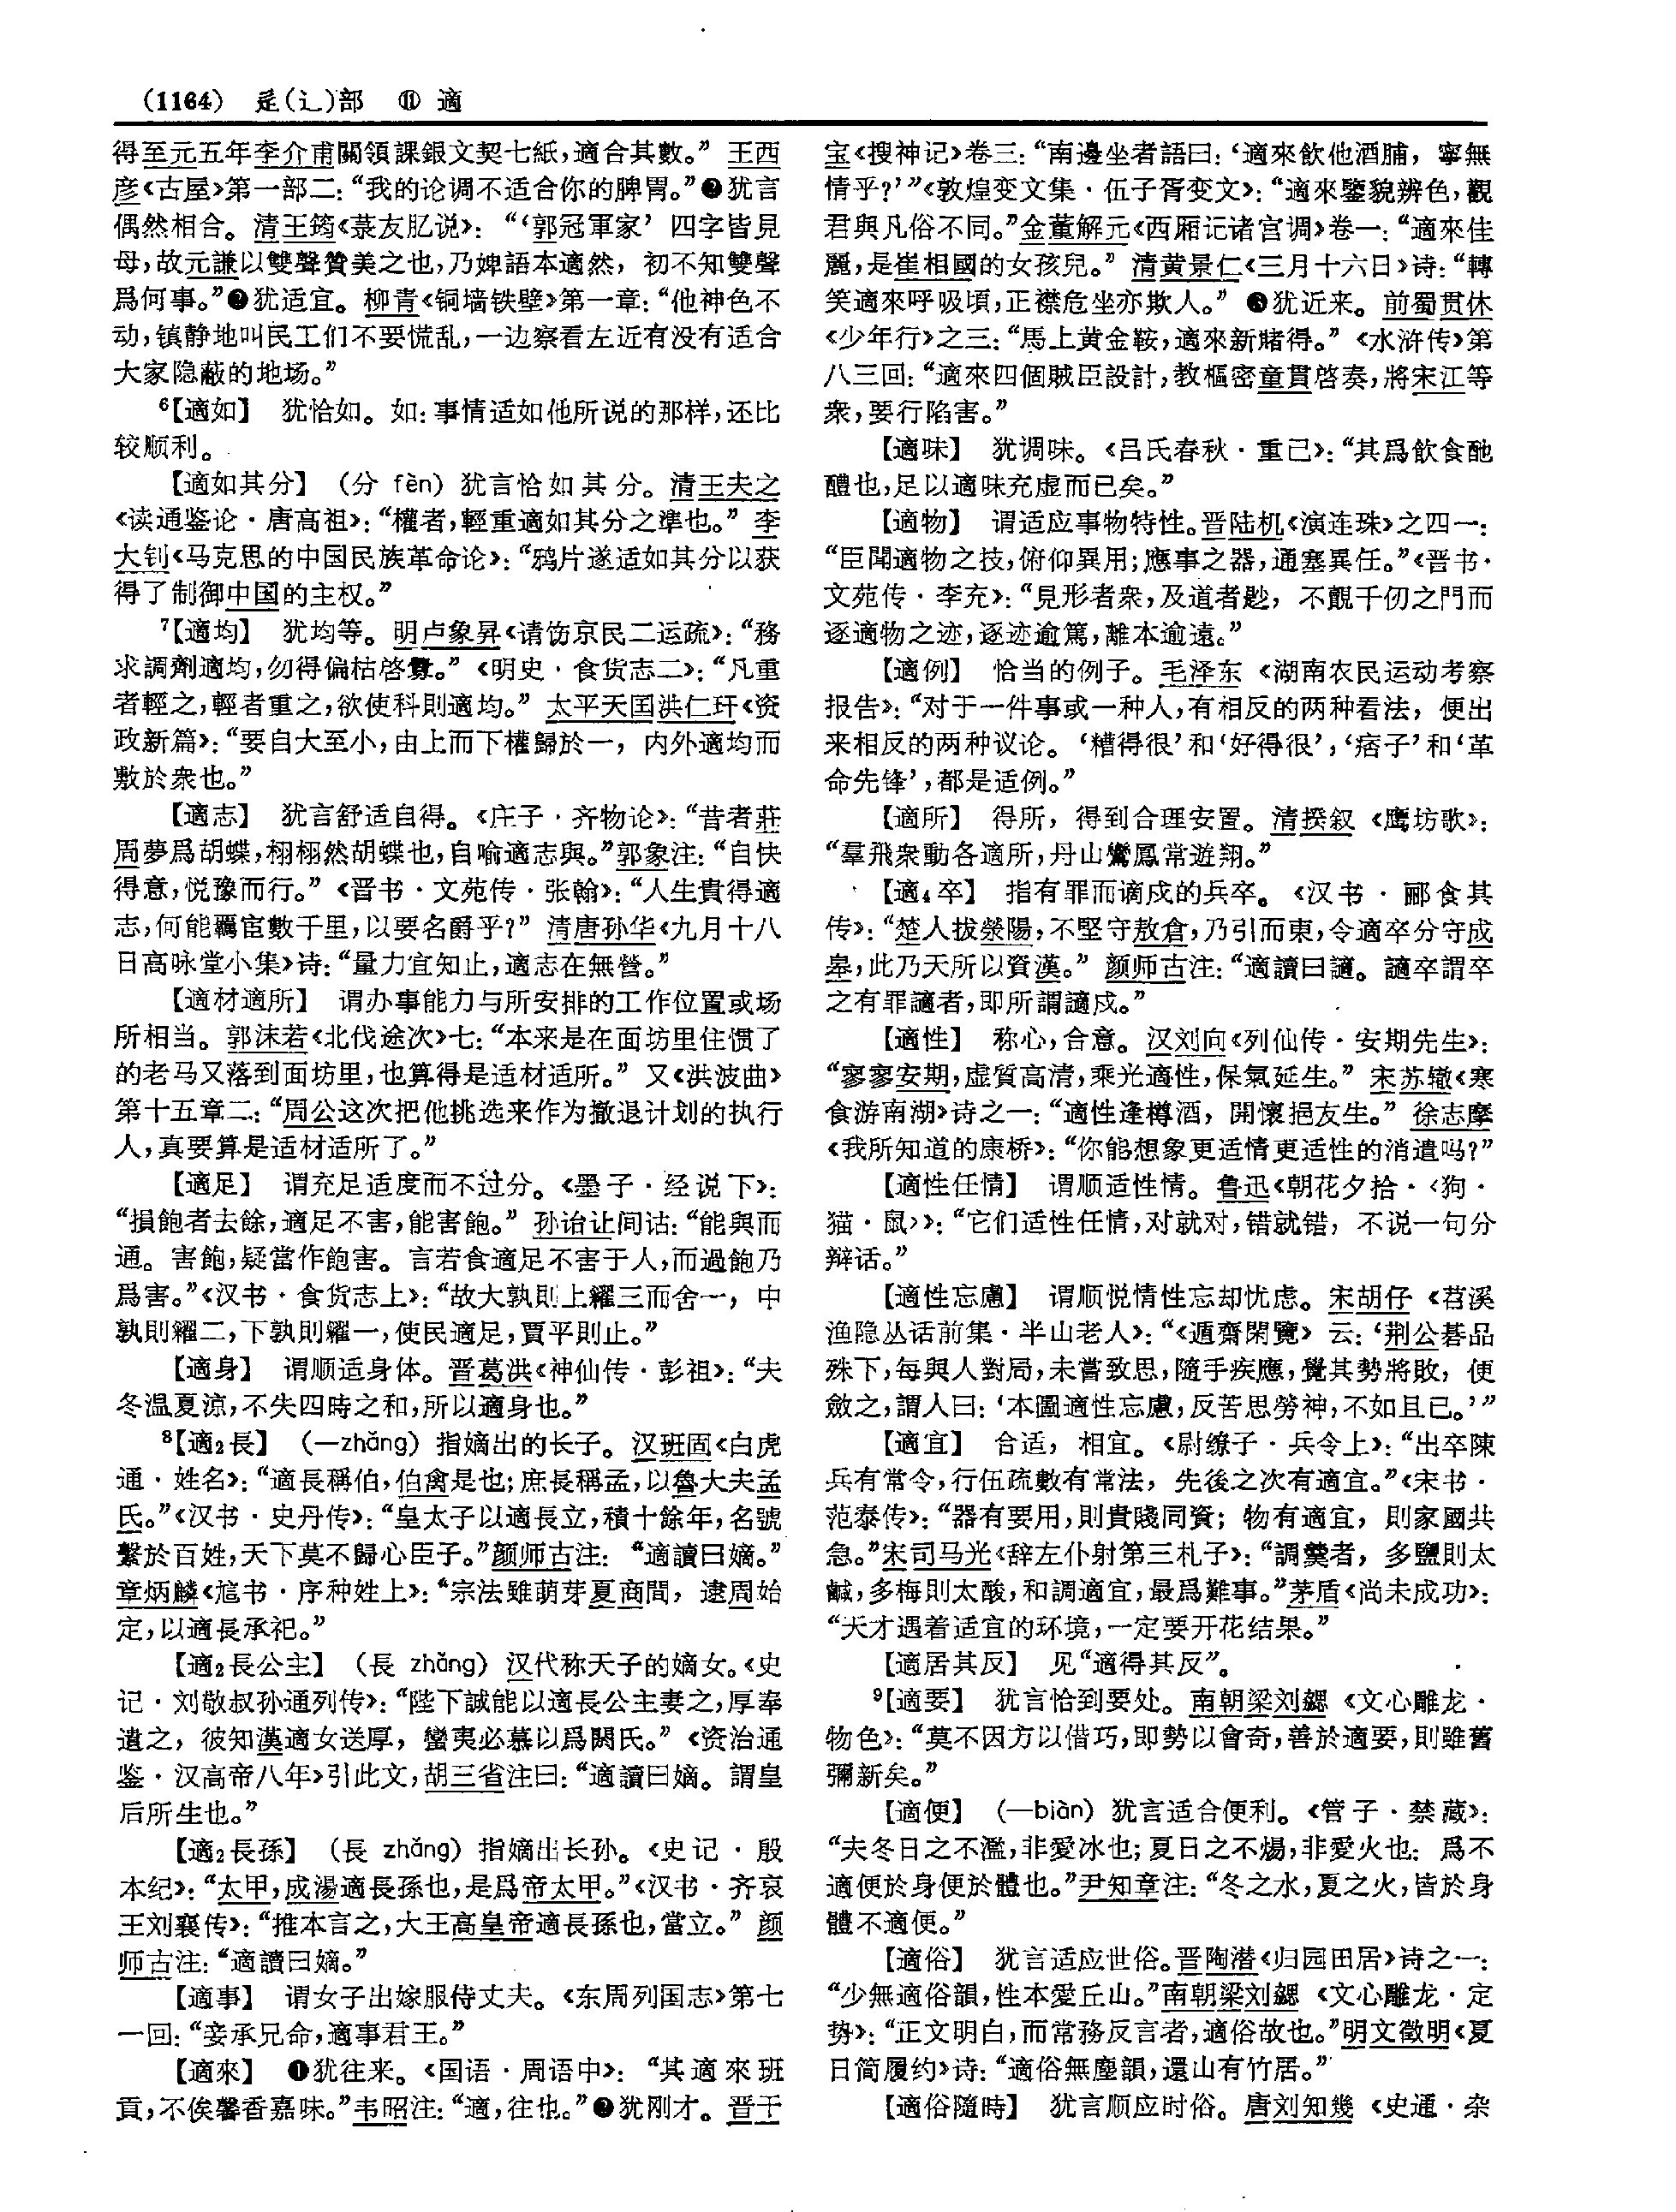 (1164) 辵(辶)部 ⑪ 適
得至元五年李介甫關領課銀文契七紙，適合其數。” 王西
彦《古屋》第一部二：“我的论调不适合你的脾胃。”❷犹言
偶然相合。清王筠《菉友肊说》：“‘郭冠軍家’四字皆見
母，故元謙以雙聲贊美之也，乃婢語本適然，初不知雙聲
爲何事。”❸犹适宜。柳青《铜墙铁壁》第一章：“他神色不
动，镇静地叫民工们不要慌乱，一边察看左近有没有适合
大家隐蔽的地场。”
6【適如】 犹恰如。如：事情适如他所说的那样，还比
较顺利。
【適如其分】（分 fèn）犹言恰如其分。清王夫之
《读通鉴论·唐高祖》：“權者，輕重適如其分之準也。”李
大钊《马克思的中国民族革命论》：“鸦片遂适如其分以获
得了制御中国的主权。”
7【適均】 犹均等。明卢象昇《请饬京民二运疏》：“務
求調劑適均，勿得偏枯啓釁。”《明史·食货志二》：“凡重
者輕之，輕者重之，欲使科則適均。”太平天囯洪仁玕《资
政新篇》：“要自大至小，由上而下權歸於一，内外適均而
敷於衆也。”
【適志】 犹言舒适自得。《庄子·齐物论》：“昔者莊
周夢爲胡蝶，栩栩然胡蝶也，自喻適志與。”郭象注：“自快
得意，悦豫而行。”《晋书·文苑传·张翰》：“人生貴得適
志，何能羈宦數千里，以要名爵乎？”清唐孙华《九月十八
日高咏堂小集》诗：“量力宜知止，適志在無營。”
【適材適所】 谓办事能力与所安排的工作位置或场
所相当。郭沫若《北伐途次》七：“本来是在面坊里住惯了
的老马又落到面坊里，也算得是适材适所。”又《洪波曲》
第十五章二：“周公这次把他挑选来作为撤退计划的执行
人，真要算是适材适所了。”
【適足】 谓充足适度而不过分。《墨子·经说下》：
“損飽者去餘，適足不害，能害飽。”孙诒让间诂：“能與而
通。害飽，疑當作飽害。言若食適足不害于人，而過飽乃
爲害。”《汉书·食货志上》：“故大孰則上糴三而舍一，中
孰則糴二，下孰則糴一，使民適足，賈平則止。”
【適身】 谓顺适身体。晋葛洪《神仙传·彭祖》：“夫
冬温夏涼，不失四時之和，所以適身也。”
8【適₂長】（—zhǎng）指嫡出的长子。汉班固《白虎
通·姓名》：“適長稱伯，伯禽是也；庶長稱孟，以魯大夫孟
氏。”《汉书·史丹传》：“皇太子以適長立，積十餘年，名號
繫於百姓，天下莫不歸心臣子。”颜师古注：“適讀曰嫡。”
章炳麟《訄书·序种姓上》：“宗法雖萌芽夏商間，逮周始
定，以適長承祀。”
【適₂長公主】（長 zhǎng）汉代称天子的嫡女。《史
记·刘敬叔孙通列传》：“陛下誠能以適長公主妻之，厚奉
遺之，彼知漢適女送厚，蠻夷必慕以爲閼氏。”《资治通
鉴·汉高帝八年》引此文，胡三省注曰：“適讀曰嫡。謂皇
后所生也。”
【適₂長孫】（長 zhǎng）指嫡出长孙。《史记·殷
本纪》：“太甲，成湯適長孫也，是爲帝太甲。”《汉书·齐哀
王刘襄传》：“推本言之，大王高皇帝適長孫也，當立。”颜
师古注：“適讀曰嫡。”
【適事】 谓女子出嫁服侍丈夫。《东周列国志》第七
一回：“妾承兄命，適事君王。”
【適來】 ❶犹往来。《国语·周语中》：“其適來班
貢，不俟馨香嘉味。”韦昭注：“適，往也。”❷犹刚才。晋干
宝《搜神记》卷三：“南邊坐者語曰：‘適來飲他酒脯，寧無
情乎？’”《敦煌变文集·伍子胥变文》：“適來鑒貌辨色，觀
君與凡俗不同。”金董解元《西厢记诸宫调》卷一：“適來佳
麗，是崔相國的女孩兒。”清黄景仁《三月十六日》诗：“轉
笑適來呼吸頃，正襟危坐亦欺人。”❸犹近来。前蜀贯休
《少年行》之三：“馬上黄金鞍，適來新賭得。”《水浒传》第
八三回：“適來四個賊臣設計，教樞密童貫啓奏，將宋江等
衆，要行陷害。”
【適味】 犹调味。《吕氏春秋·重己》：“其爲飲食酏
醴也，足以適味充虚而已矣。”
【適物】 谓适应事物特性。晋陆机《演连珠》之四一：
“臣聞適物之技，俯仰異用；應事之器，通塞異任。”《晋书·
文苑传·李充》：“見形者衆，及道者尠，不覿千仞之門而
逐適物之迹，逐迹逾篤，離本逾遠。”
【適例】 恰当的例子。毛泽东《湖南农民运动考察
报告》：“对于一件事或一种人，有相反的两种看法，便出
来相反的两种议论。‘糟得很’和‘好得很’，‘痞子’和‘革
命先锋’，都是适例。”
【適所】 得所，得到合理安置。清揆叙《鹰坊歌》：
“羣飛衆動各適所，丹山鸞鳳常遊翔。”
【適₄卒】 指有罪而谪戍的兵卒。《汉书·郦食其
传》：“楚人拔滎陽，不堅守敖倉，乃引而東，令適卒分守成
皋，此乃天所以資漢。”颜师古注：“適讀曰讁。讁卒謂卒
之有罪讁者，即所謂讁戍。”
【適性】 称心，合意。汉刘向《列仙传·安期先生》：
“寥寥安期，虚質高清，乘光適性，保氣延生。”宋苏辙《寒
食游南湖》诗之一：“適性逢樽酒，開懷挹友生。”徐志摩
《我所知道的康桥》：“你能想象更适情更适性的消遣吗？”
【適性任情】 谓顺适性情。鲁迅《朝花夕拾·〈狗·
猫·鼠〉》：“它们适性任情，对就对，错就错，不说一句分
辩话。”
【適性忘慮】 谓顺悦情性忘却忧虑。宋胡仔《苕溪
渔隐丛话前集·半山老人》：“《遁齋閑覽》云：‘荆公碁品
殊下，每與人對局，未嘗致思，隨手疾應，覺其勢將敗，便
斂之，謂人曰：‘本圖適性忘慮，反苦思勞神，不如且已。’”
【適宜】 合适，相宜。《尉缭子·兵令上》：“出卒陳
兵有常令，行伍疏數有常法，先後之次有適宜。”《宋书·
范泰传》：“器有要用，則貴賤同資；物有適宜，則家國共
急。”宋司马光《辞左仆射第三札子》：“調羹者，多鹽則太
鹹，多梅則太酸，和調適宜，最爲難事。”茅盾《尚未成功》：
“天才遇着适宜的环境，一定要开花结果。”
【適居其反】 见“適得其反”。
9【適要】 犹言恰到要处。南朝梁刘勰《文心雕龙·
物色》：“莫不因方以借巧，即勢以會奇，善於適要，則雖舊
彌新矣。”
【適便】（—biàn）犹言适合便利。《管子·禁藏》：
“夫冬日之不濫，非愛冰也；夏日之不煬，非愛火也：爲不
適便於身便於體也。”尹知章注：“冬之水，夏之火，皆於身
體不適便。”
【適俗】 犹言适应世俗。晋陶潜《归园田居》诗之一：
“少無適俗韻，性本愛丘山。”南朝梁刘勰《文心雕龙·定
势》：“正文明白，而常務反言者，適俗故也。”明文徵明《夏
日简履约》诗：“適俗無塵韻，還山有竹居。”
【適俗隨時】 犹言顺应时俗。唐刘知幾《史通·杂